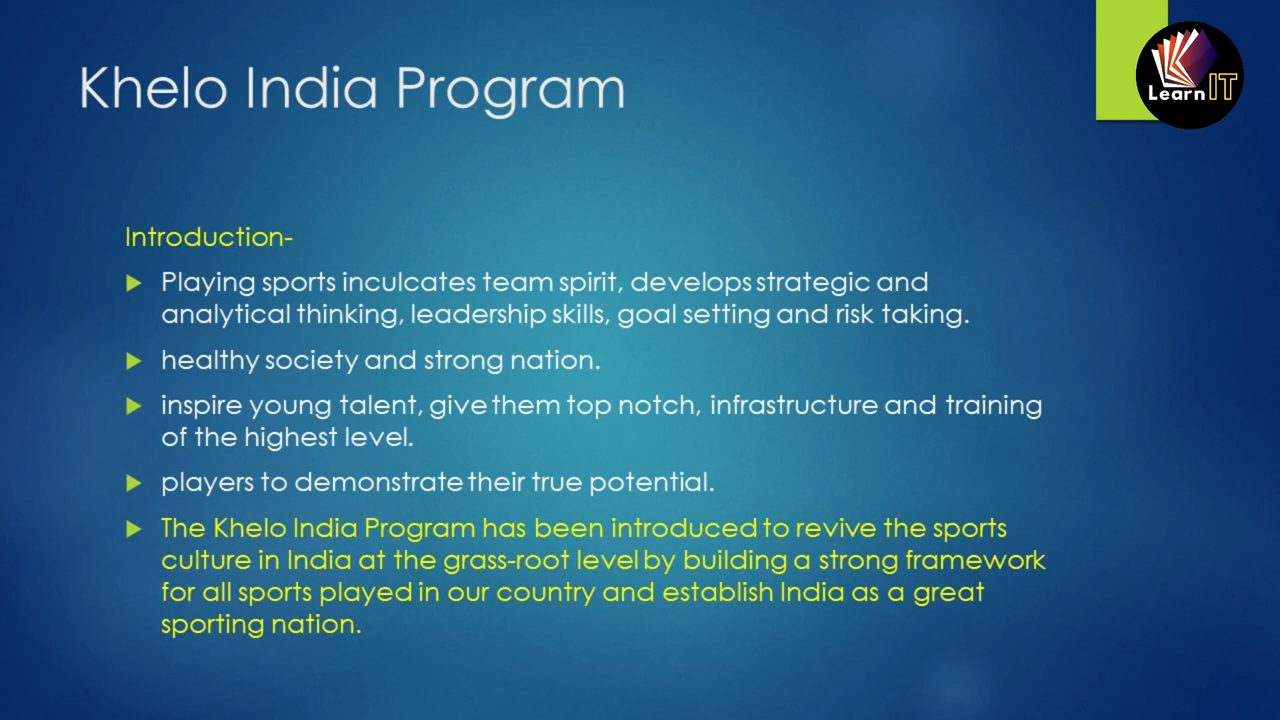 Khelo India Program
Learn IT
Introduction-
Playing sports inculcates team spirit, develops strategic and
analytical thinking, leadership skills, goal setting and risk taking.
healthy society and strong nation.
inspire young talent, give them top notch, infrastructure and training
of the highest level.
players to demonstrate their true potential.
The Khelo India Program has been introduced to revive the sports
culture in India at the grass-root level by building a strong framework
for all sports played in our country and establish India as a great
sporting nation.